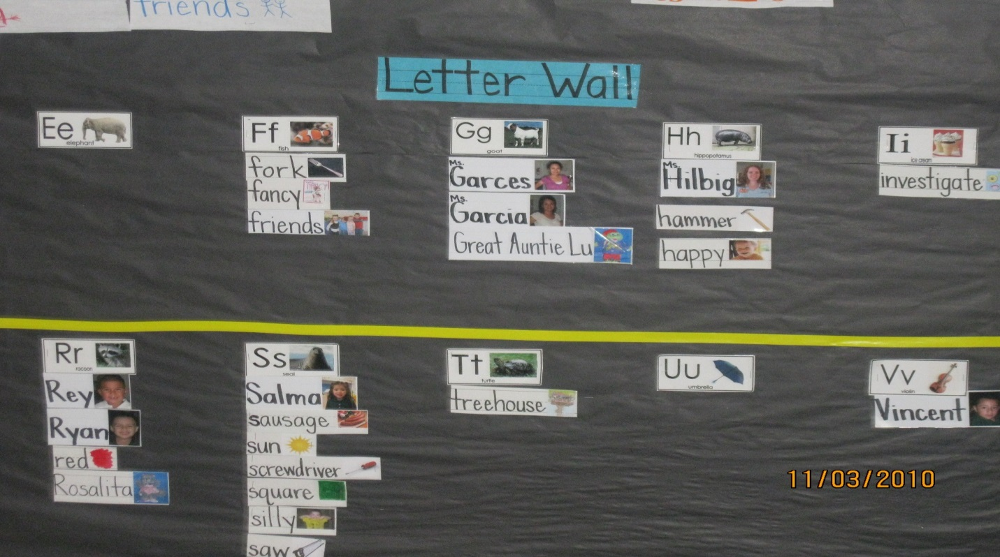 friends
Letter Wall
Ee
elephant
Ff
fish
fork
fancy
friends
Gg
goat
Ms.
Garces
Ms.
Garcia
Great Auntie Lu
Hh
hippopotamus
Ms.
Hilbig
hammer
happy
Ii
ice cream
investigate
Rr
racoon
Rey
Ryan
red
Rosalita
Ss
seal
Salma
sausage
sun
screwdriver
square
silly
saw
Tt
turtle
treehouse
Uu
umbrella
Vv
violin
Vincent
11/03/2010